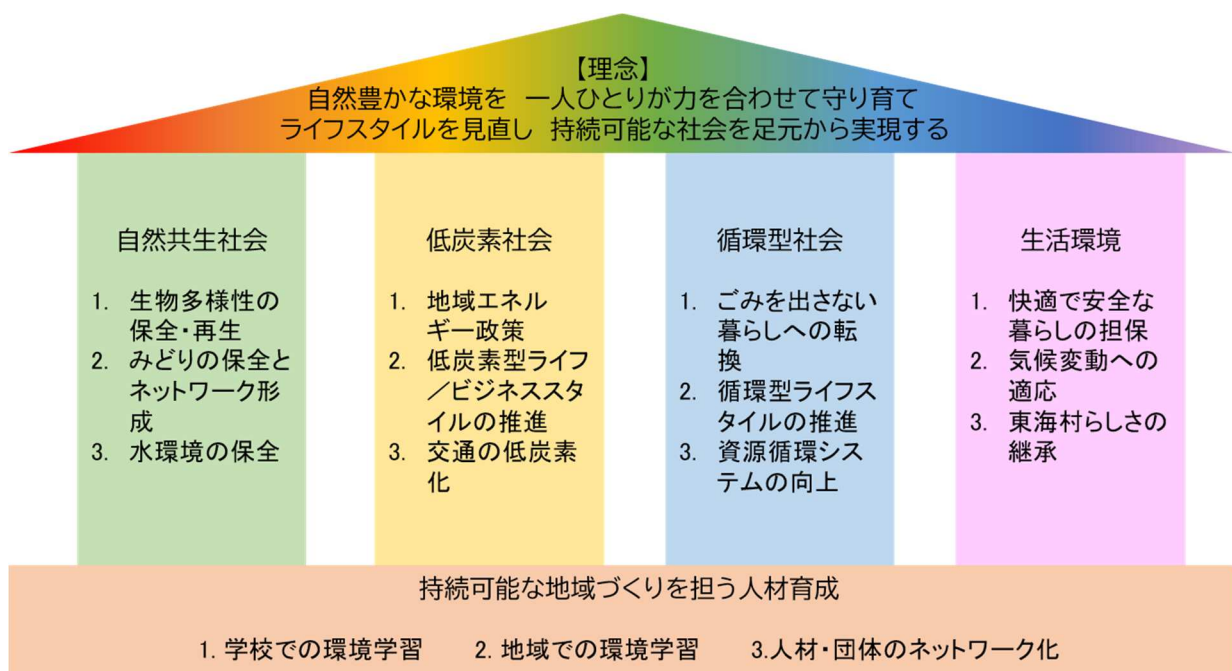 【理念】
自然豊かな環境を 一人ひとりが力を合わせて守り育て
ライフスタイルを見直し 持続可能な社会を足元から実現する
自然共生社会
1. 生物多様性の
保全・再生
2. みどりの保全と
ネットワーク形
成
3. 水環境の保全
低炭素社会
1. 地域エネル
ギー政策
2. 低炭素型ライフ
／ビジネススタ
イルの推進
3. 交通の低炭素
化
循環型社会
1. ごみを出さない
暮らしへの転
換
2. 循環型ライフス
タイルの推進
3. 資源循環シス
テムの向上
生活環境
1. 快適で安全な
暮らしの担保
2. 気候変動への
適応
3. 東海村らしさの
継承
持続可能な地域づくりを担う人材育成
1. 学校での環境学習 2. 地域での環境学習 3.人材・団体のネットワーク化